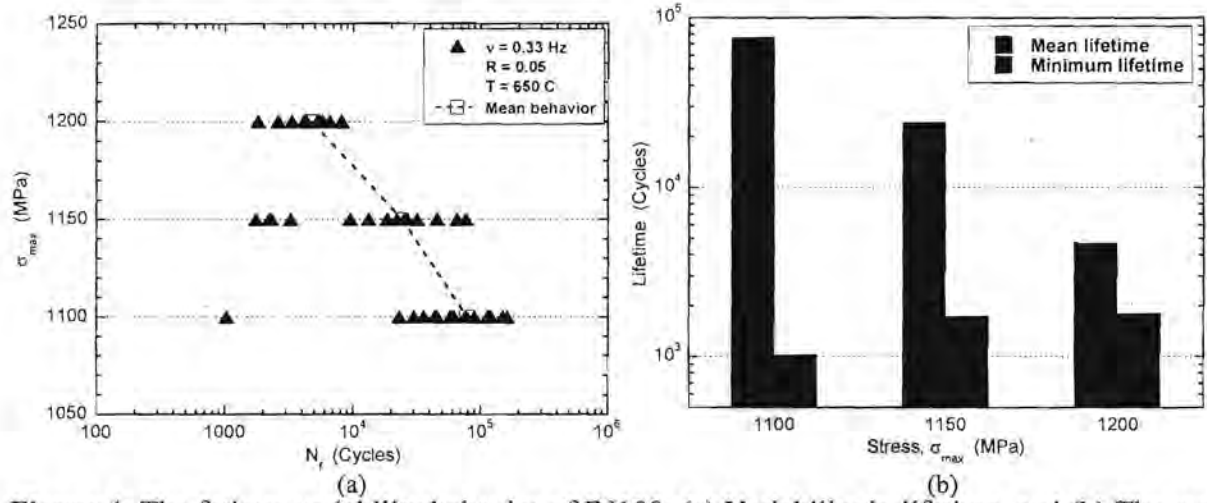 1250
1200
1150
1100
1050
σmax (MPa)
100
1000
10⁴
10⁵
10⁶
Nf (Cycles)
ν = 0.33 Hz
R = 0.05
T = 650 C
Mean behavior
(a)
10⁵
10⁴
10³
Lifetime (Cycles)
Mean lifetime
Minimum lifetime
1100
1150
1200
Stress, σmax (MPa)
(b)